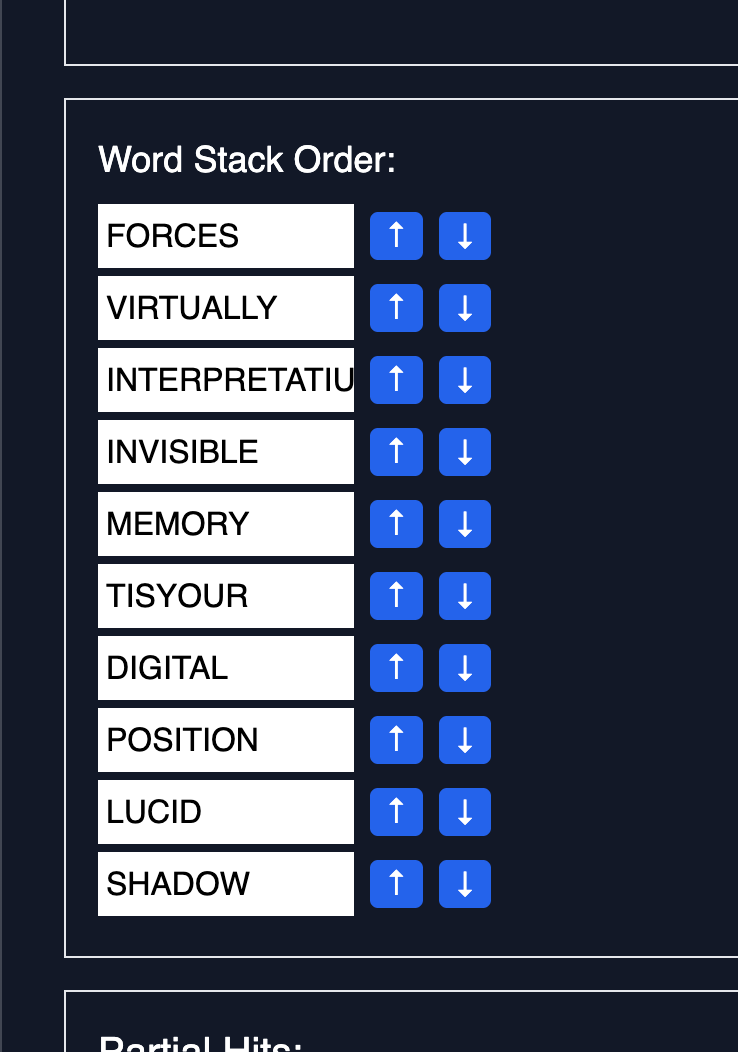 Word Stack Order:
FORCES ↑ ↓
VIRTUALLY ↑ ↓
INTERPRETATIU ↑ ↓
INVISIBLE ↑ ↓
MEMORY ↑ ↓
TISYOUR ↑ ↓
DIGITAL ↑ ↓
POSITION ↑ ↓
LUCID ↑ ↓
SHADOW ↑ ↓
Partial Hits: